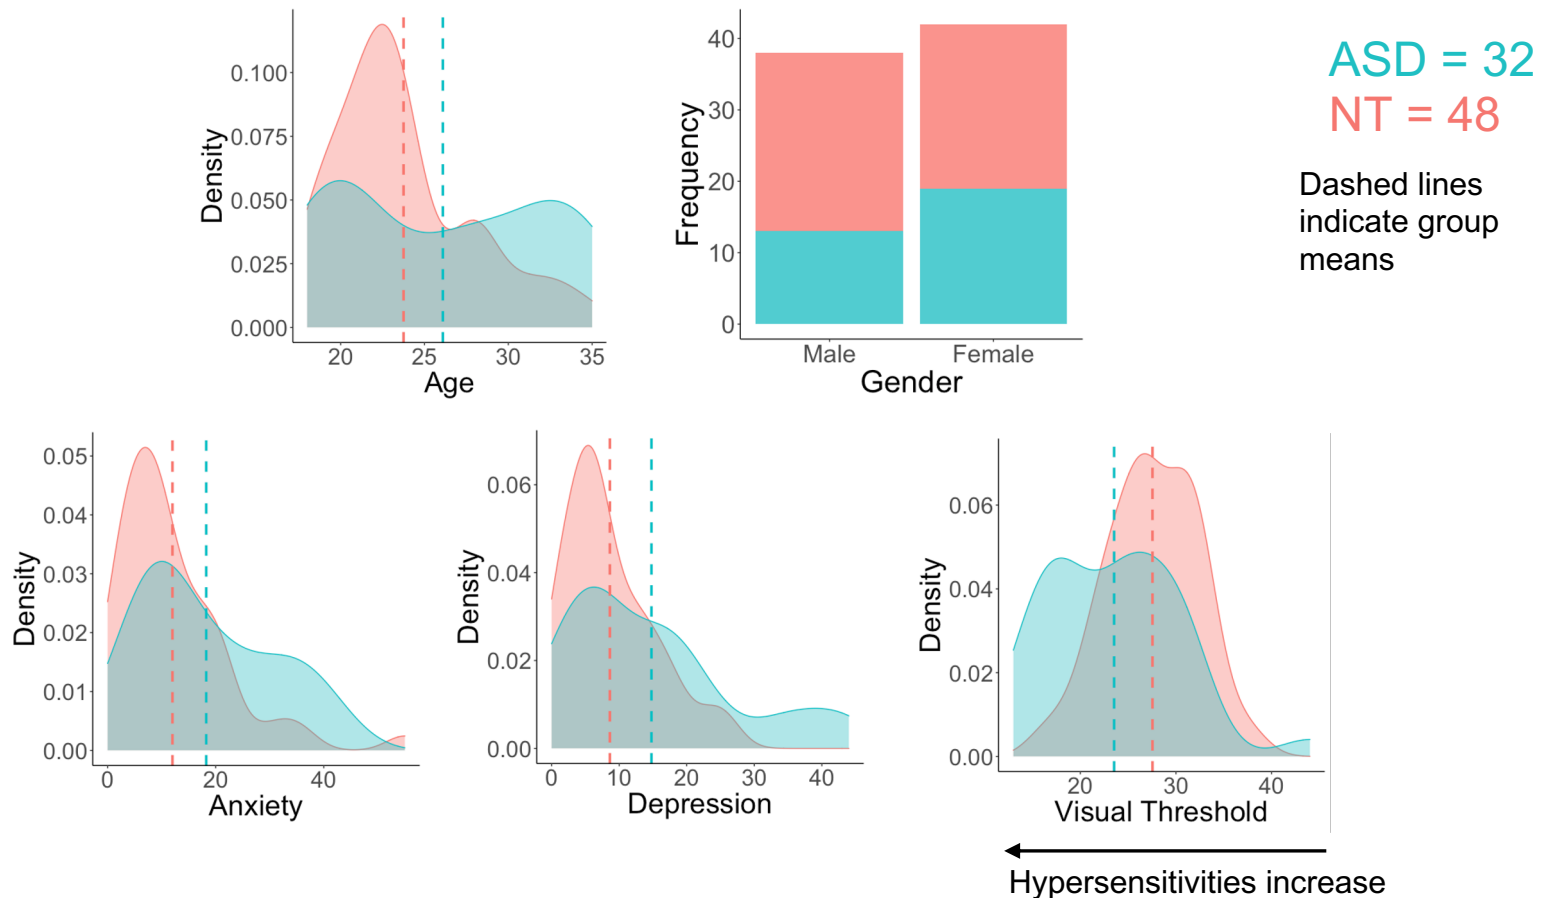 ASD = 32
NT = 48
Dashed lines
indicate group
means
Density
0.100
0.075
0.050
0.025
0.000
20 25 30 35
Age
Frequency
40
30
20
10
0
Male Female
Gender
Density
0.05
0.04
0.03
0.02
0.01
0.00
0 20 40
Anxiety
Density
0.06
0.04
0.02
0.00
0 10 20 30 40
Depression
Density
0.06
0.04
0.02
0.00
20 30 40
Visual Threshold
Hypersensitivities increase